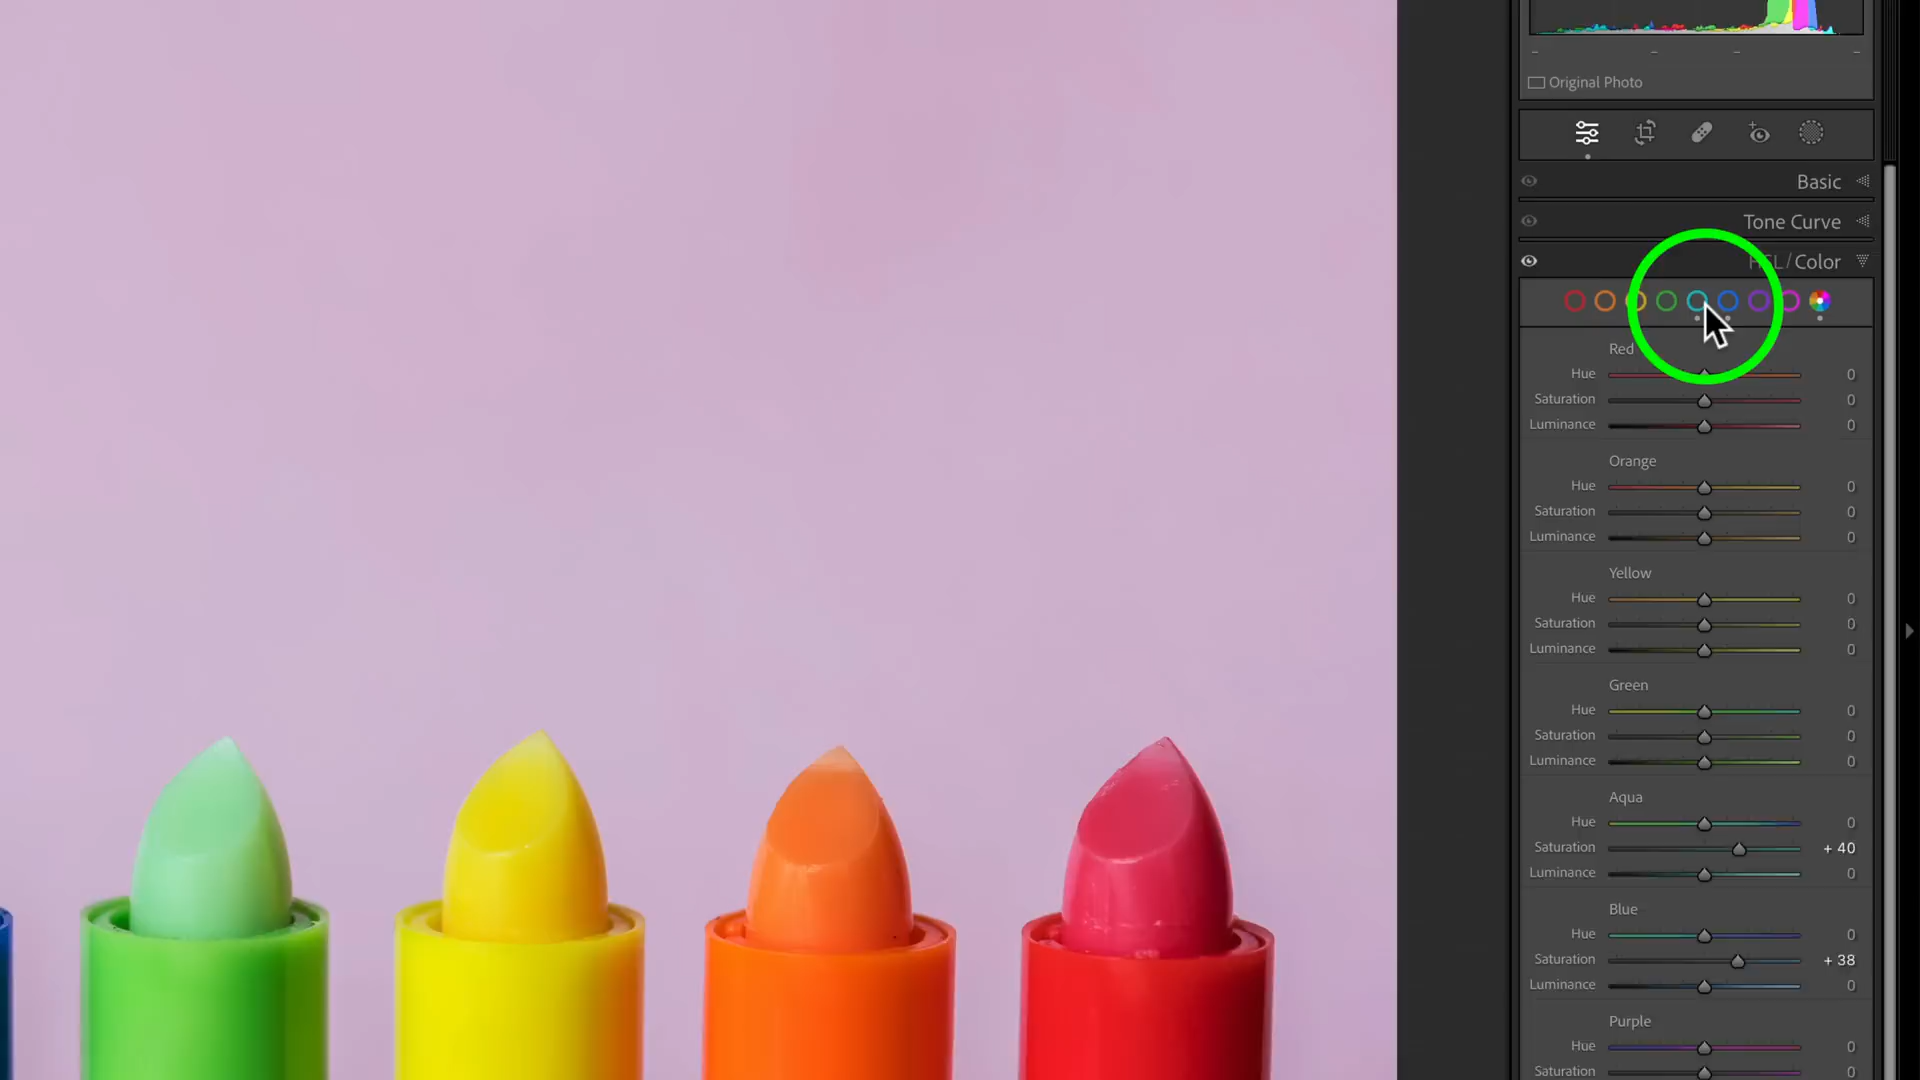 Original Photo
Basic
Tone Curve
HSL / Color
Red
Hue 0
Saturation 0
Luminance 0
Orange
Hue 0
Saturation 0
Luminance 0
Yellow
Hue 0
Saturation 0
Luminance 0
Green
Hue 0
Saturation 0
Luminance 0
Aqua
Hue 0
Saturation + 40
Luminance 0
Blue
Hue 0
Saturation + 38
Luminance 0
Purple
Hue 0
Saturation 0